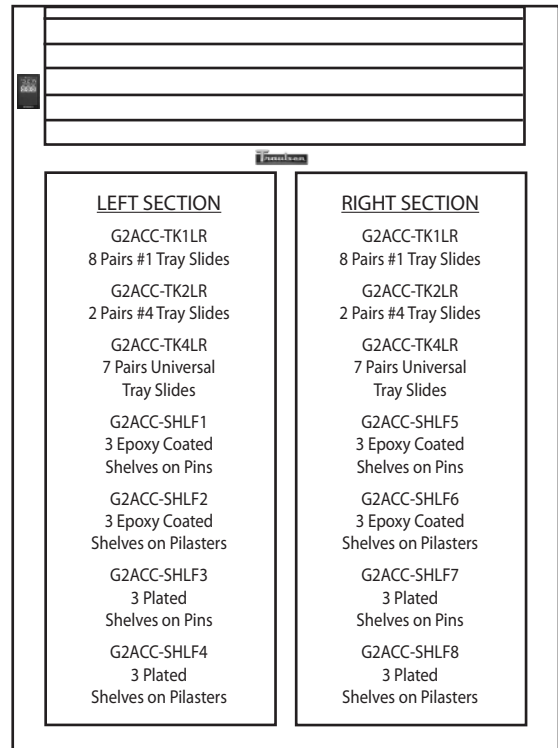 Traulsen
LEFT SECTION
G2ACC-TK1LR
8 Pairs #1 Tray Slides
G2ACC-TK2LR
2 Pairs #4 Tray Slides
G2ACC-TK4LR
7 Pairs Universal
Tray Slides
G2ACC-SHLF1
3 Epoxy Coated
Shelves on Pins
G2ACC-SHLF2
3 Epoxy Coated
Shelves on Pilasters
G2ACC-SHLF3
3 Plated
Shelves on Pins
G2ACC-SHLF4
3 Plated
Shelves on Pilasters
RIGHT SECTION
G2ACC-TK1LR
8 Pairs #1 Tray Slides
G2ACC-TK2LR
2 Pairs #4 Tray Slides
G2ACC-TK4LR
7 Pairs Universal
Tray Slides
G2ACC-SHLF5
3 Epoxy Coated
Shelves on Pins
G2ACC-SHLF6
3 Epoxy Coated
Shelves on Pilasters
G2ACC-SHLF7
3 Plated
Shelves on Pins
G2ACC-SHLF8
3 Plated
Shelves on Pilasters